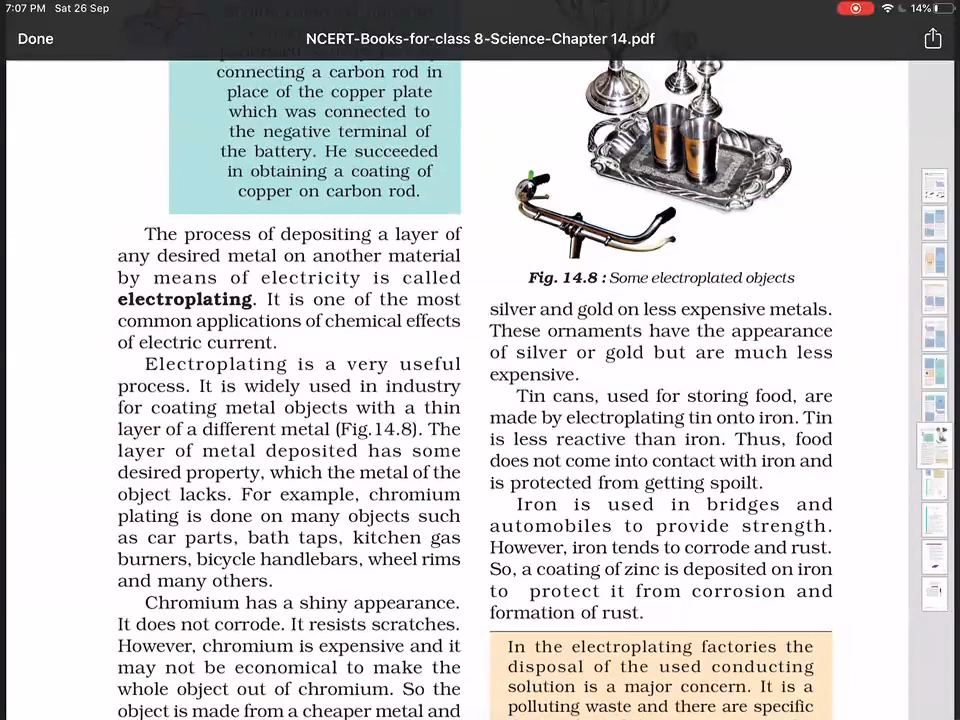 7:07 PM Sat 26 Sep
14%
Done
NCERT-Books-for-class 8-Science-Chapter 14.pdf
connecting a carbon rod in
place of the copper plate
which was connected to
the negative terminal of
the battery. He succeeded
in obtaining a coating of
copper on carbon rod.
The process of depositing a layer of
any desired metal on another material
by means of electricity is called
electroplating. It is one of the most
common applications of chemical effects
of electric current.
Electroplating is a very useful
process. It is widely used in industry
for coating metal objects with a thin
layer of a different metal (Fig.14.8). The
layer of metal deposited has some
desired property, which the metal of the
object lacks. For example, chromium
plating is done on many objects such
as car parts, bath taps, kitchen gas
burners, bicycle handlebars, wheel rims
and many others.
Chromium has a shiny appearance.
It does not corrode. It resists scratches.
However, chromium is expensive and it
may not be economical to make the
whole object out of chromium. So the
object is made from a cheaper metal and
Fig. 14.8 : Some electroplated objects
silver and gold on less expensive metals.
These ornaments have the appearance
of silver or gold but are much less
expensive.
Tin cans, used for storing food, are
made by electroplating tin onto iron. Tin
is less reactive than iron. Thus, food
does not come into contact with iron and
is protected from getting spoilt.
Iron is used in bridges and
automobiles to provide strength.
However, iron tends to corrode and rust.
So, a coating of zinc is deposited on iron
to protect it from corrosion and
formation of rust.
In the electroplating factories the
disposal of the used conducting
solution is a major concern. It is a
polluting waste and there are specific